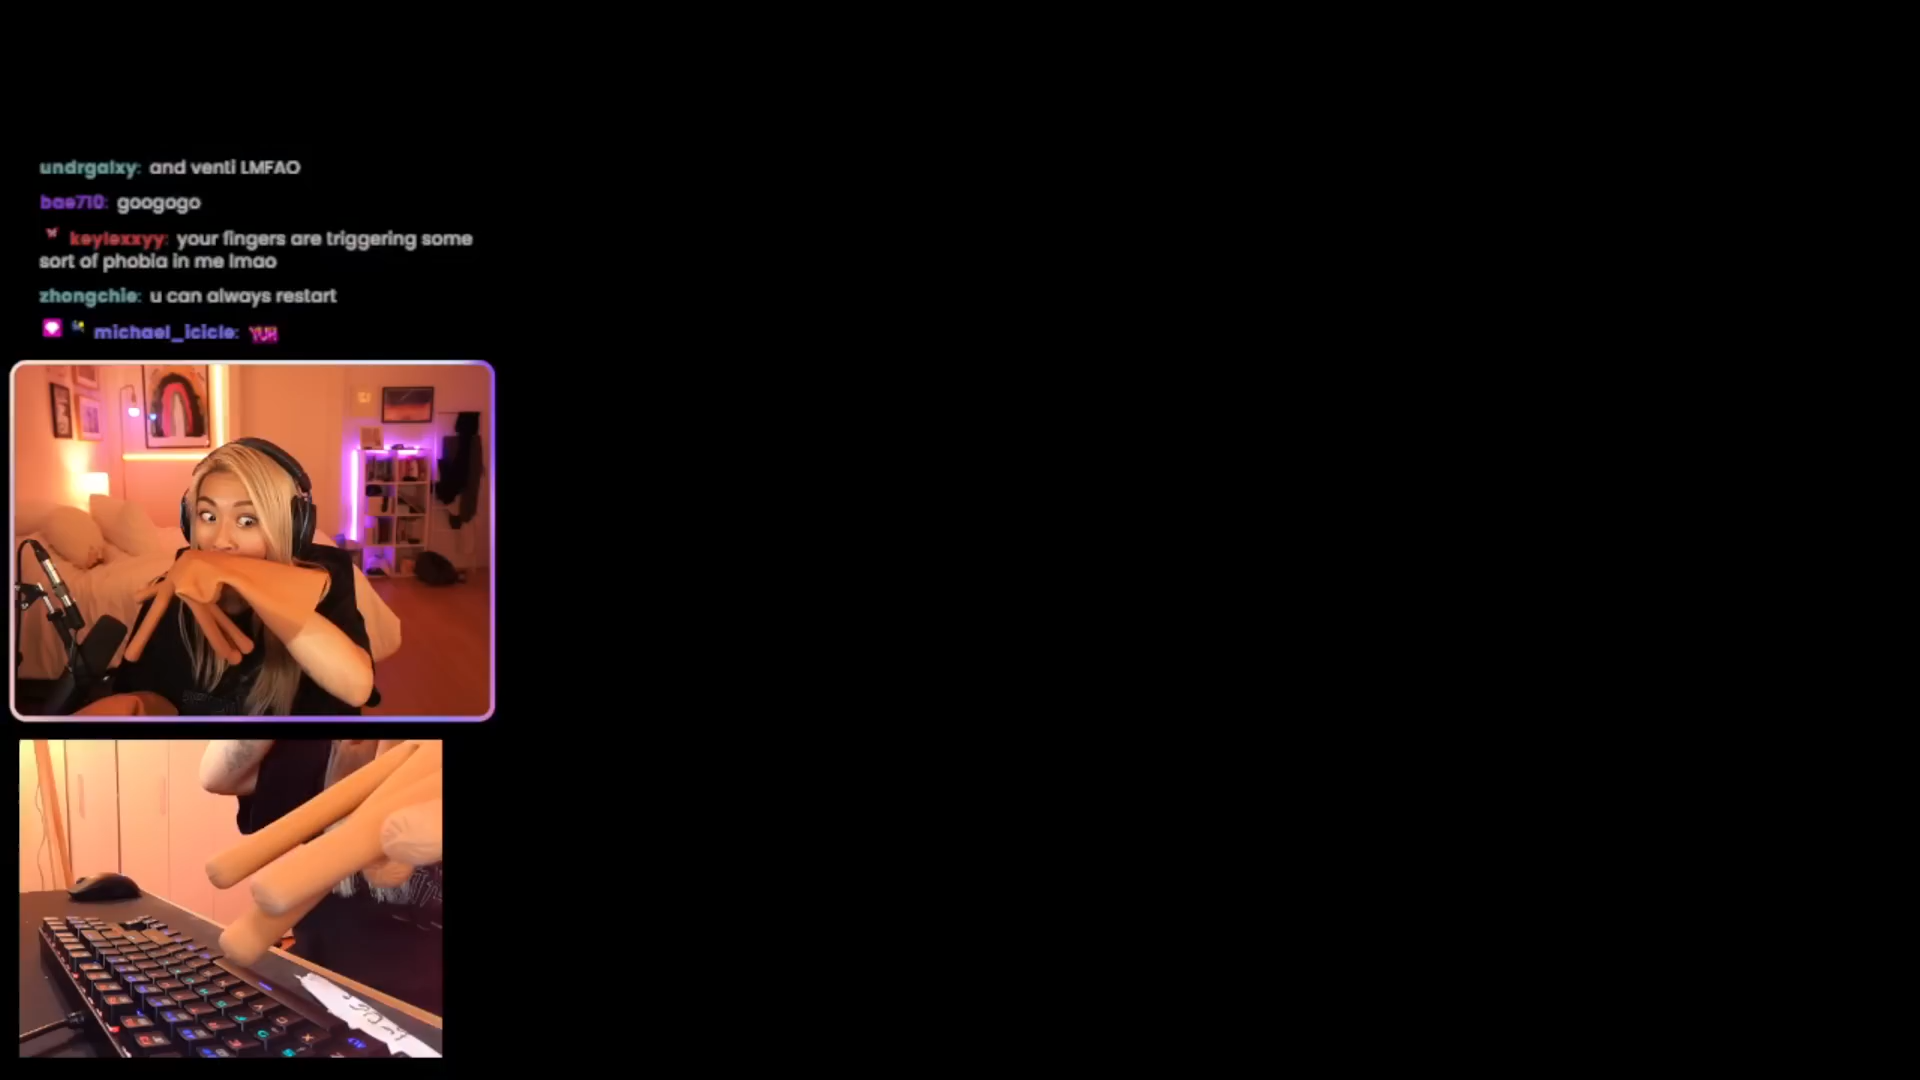 undrgalxy: and venti LMFAO
bae710: googogo
keylexxyy: your fingers are triggering some
sort of phobia in me lmao
zhongchie: u can always restart
michael_icicle: YUH